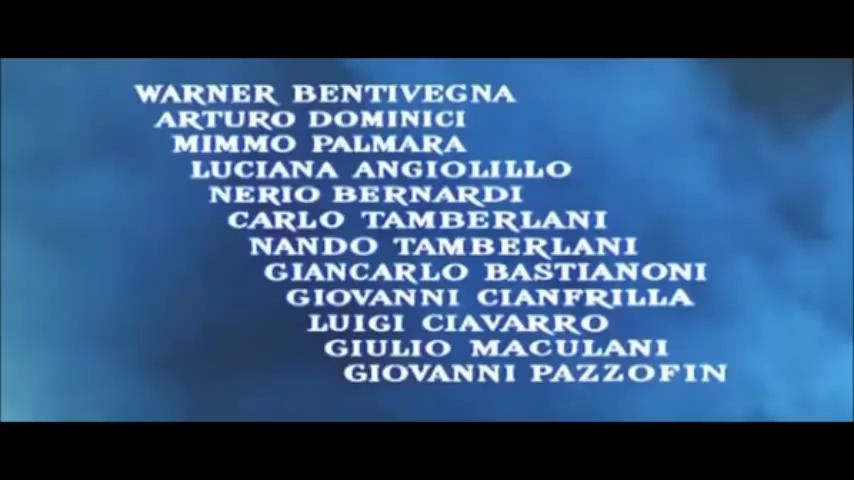 WARNER BENTIVEGNA
ARTURO DOMINICI
MIMMO PALMARA
LUCIANA ANGIOLILLO
NERIO BERNARDI
CARLO TAMBERLANI
NANDO TAMBERLANI
GIANCARLO BASTIANONI
GIOVANNI CIANFRILLA
LUIGI CIAVARRO
GIULIO MACULANI
GIOVANNI PAZZOFIN